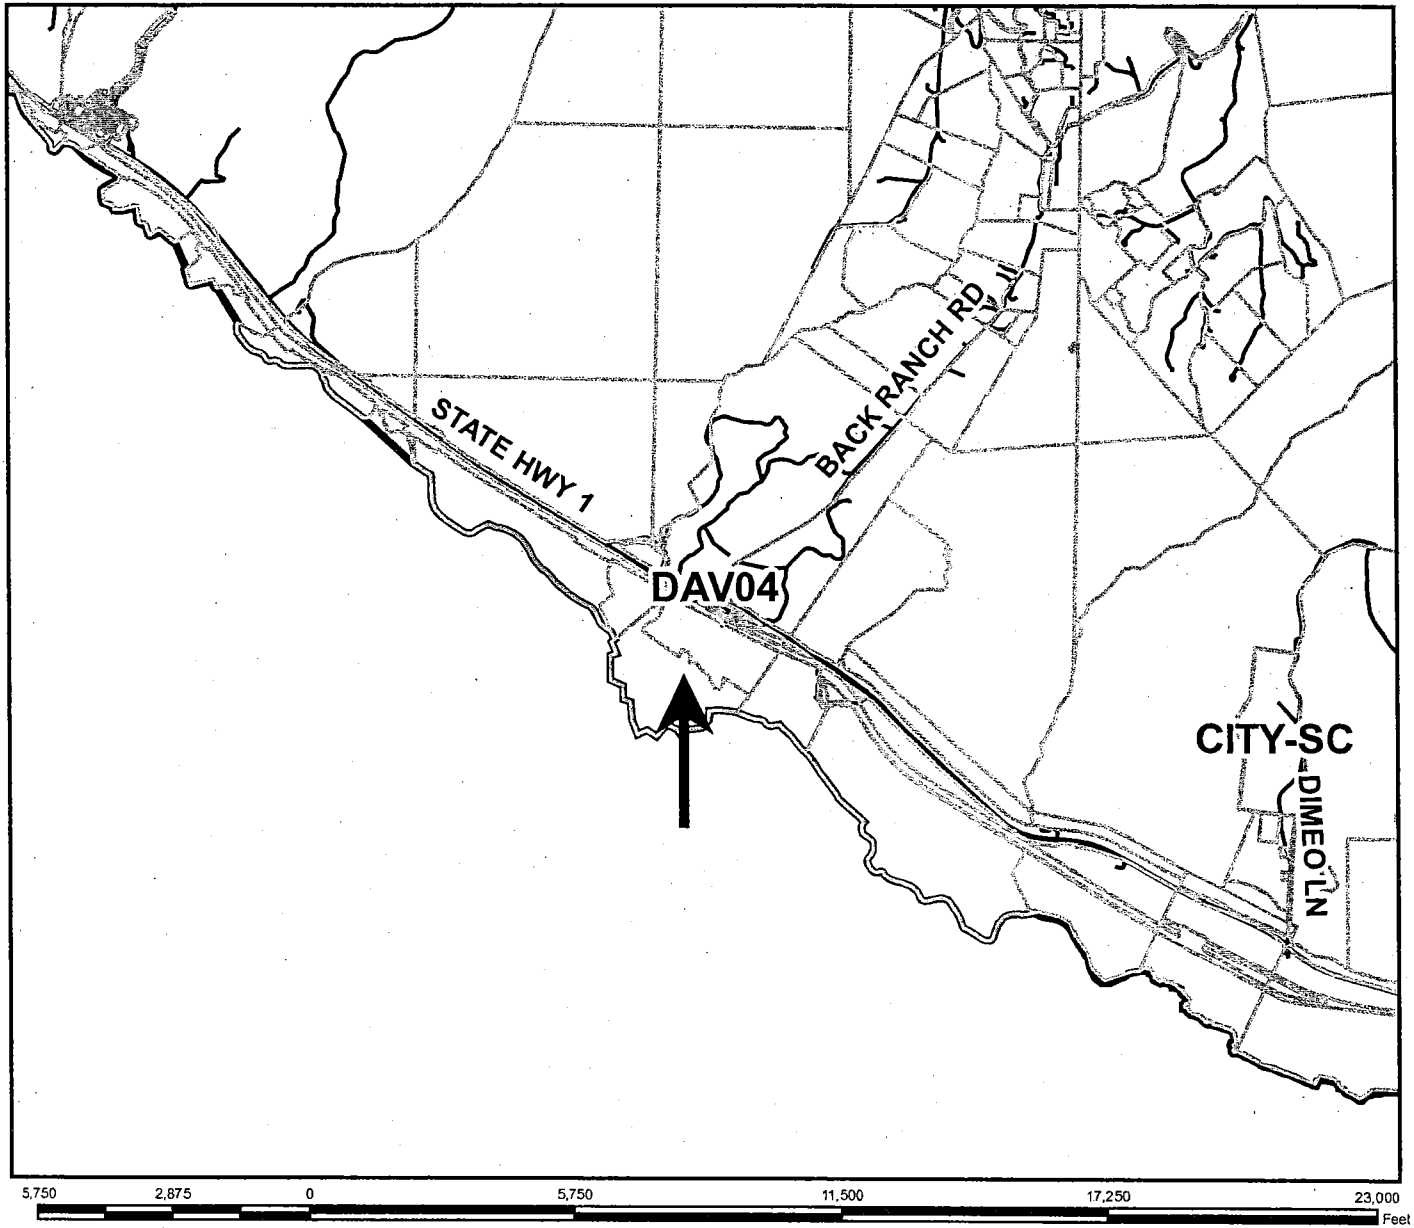 BACK RANCH RD
STATE HWY 1
DAV04
CITY-SC
DIMEO LN
5,750 2,875 0 5,750 11,500 17,250 23,000
Feet